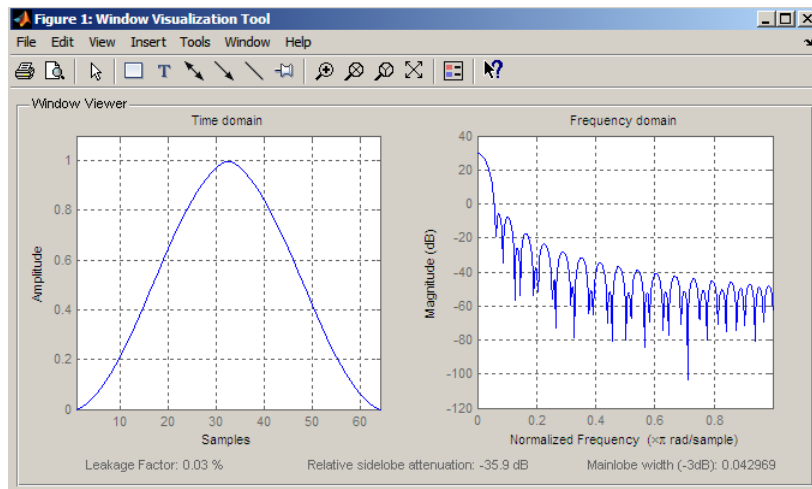 Figure 1: Window Visualization Tool
File Edit View Insert Tools Window Help
Window Viewer
Time domain
1
0.8
0.6
0.4
0.2
0
10 20 30 40 50 60
Amplitude
Samples
Frequency domain
40
20
0
-20
-40
-60
-80
-100
-120
0 0.2 0.4 0.6 0.8
Magnitude (dB)
Normalized Frequency (×π rad/sample)
Leakage Factor: 0.03 % Relative sidelobe attenuation: -35.9 dB Mainlobe width (-3dB): 0.042969